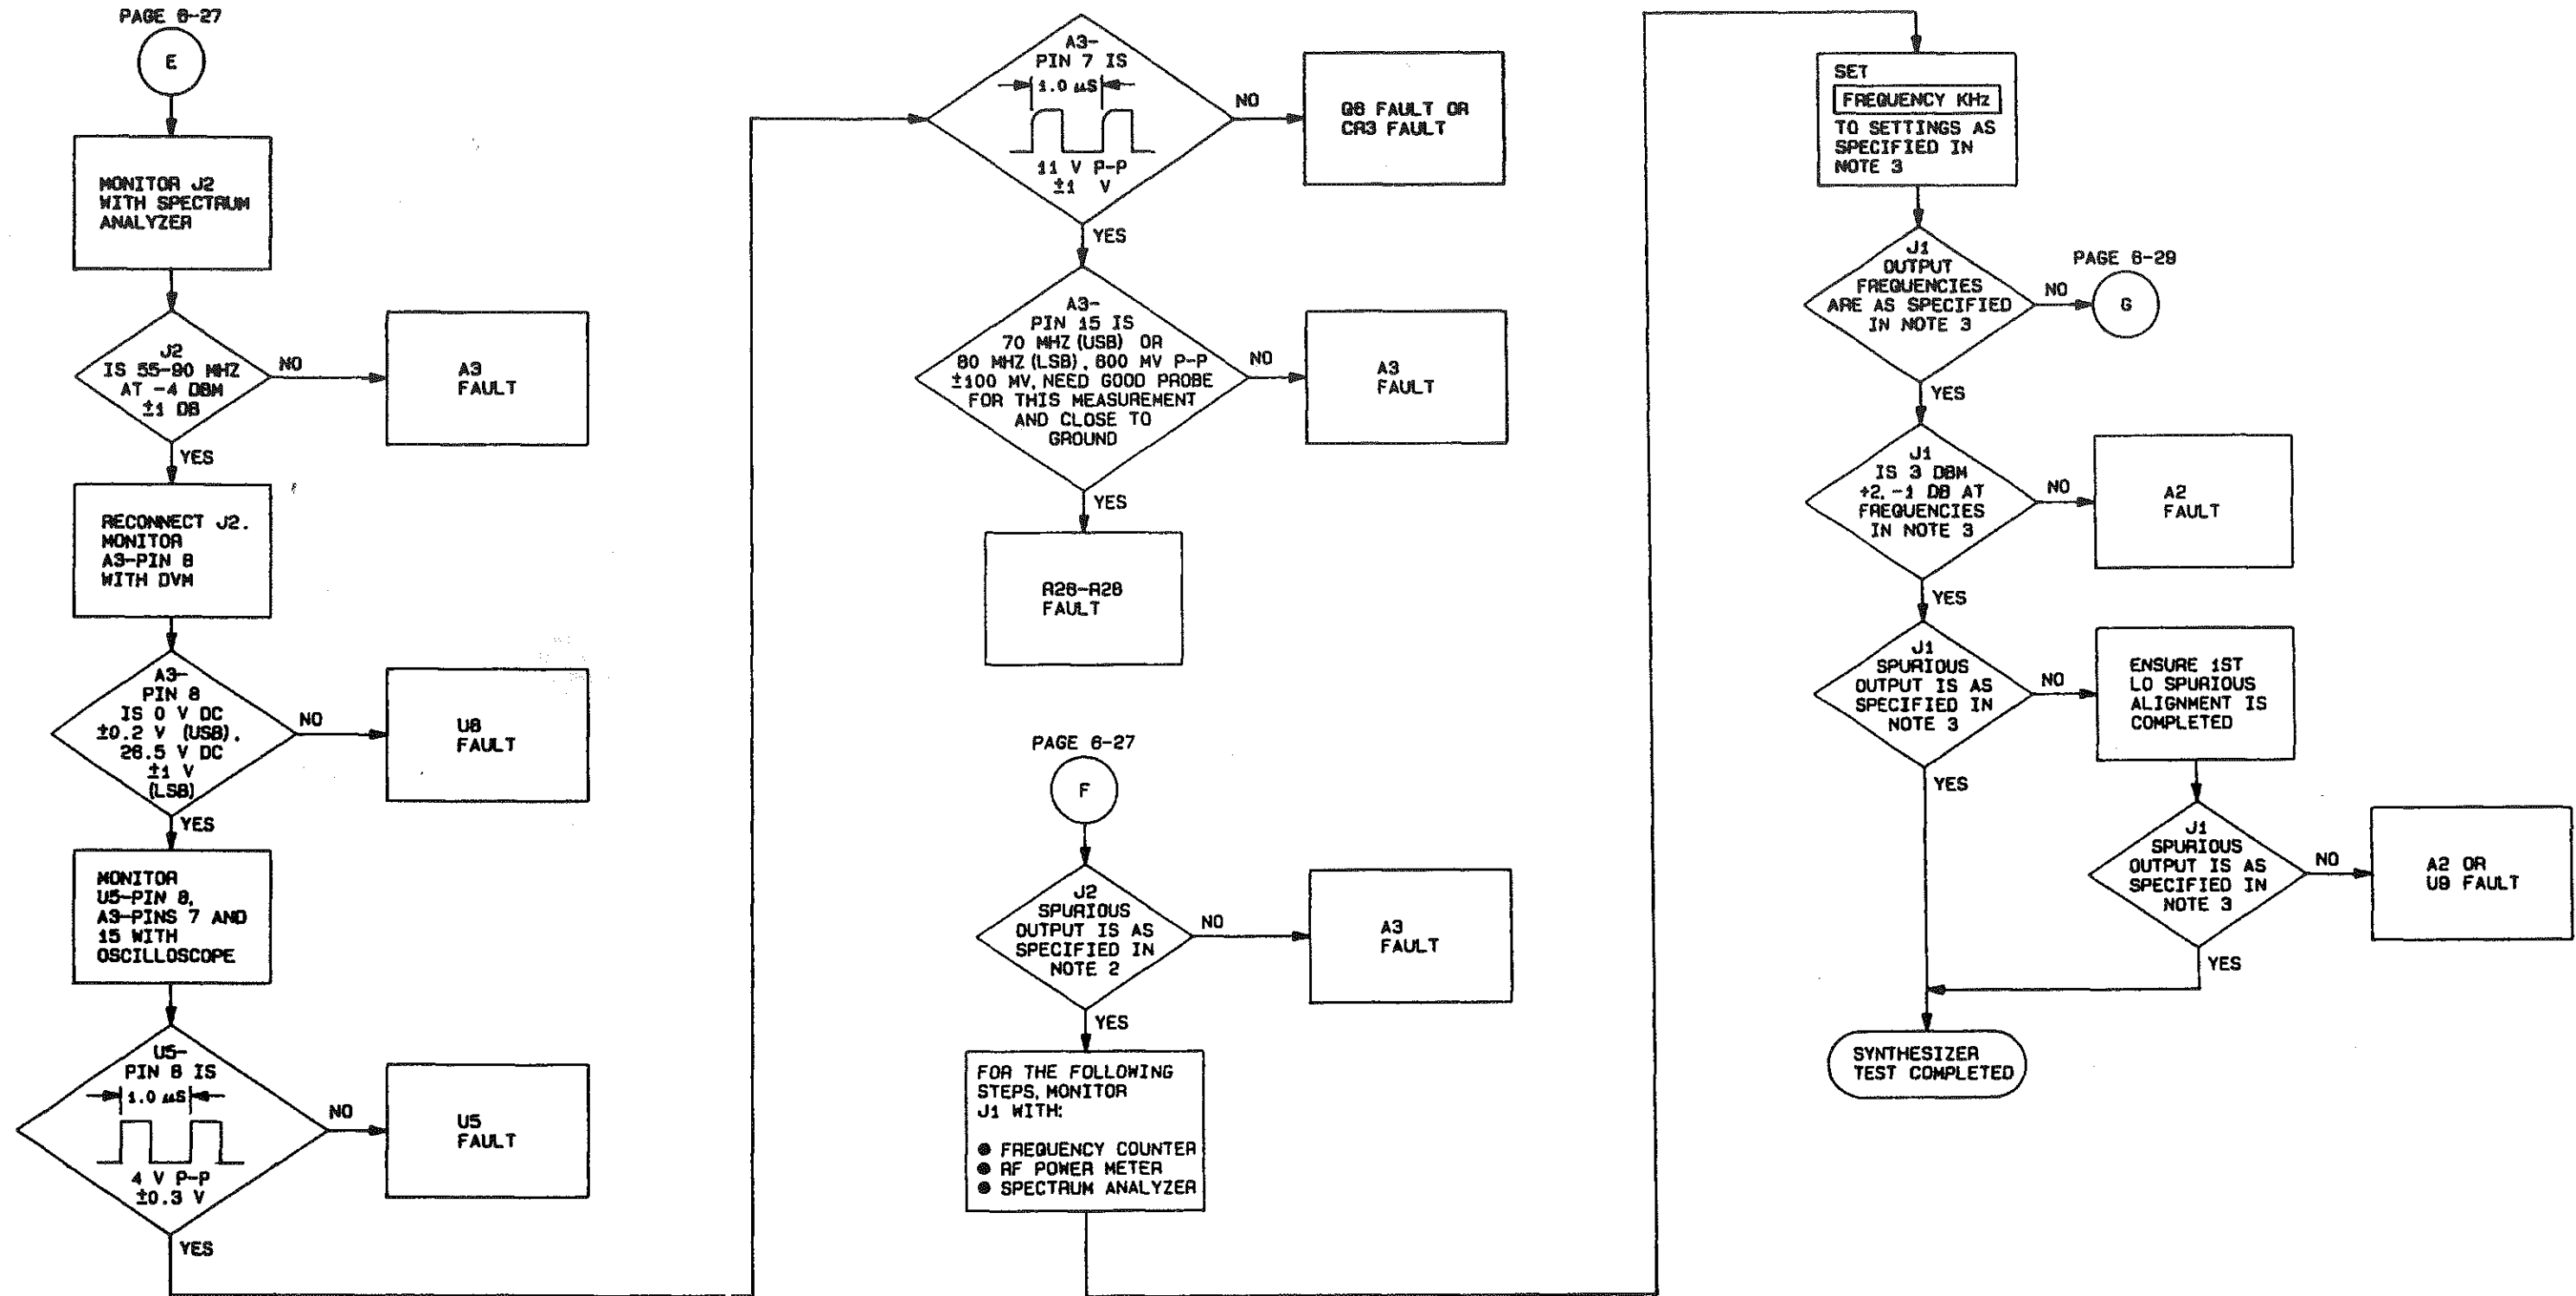 PAGE 6-27
E
MONITOR J2
WITH SPECTRUM
ANALYZER
J2
IS 55-90 MHZ
AT -4 DBM
±1 DB
NO
A3
FAULT
YES
RECONNECT J2.
MONITOR
A3-PIN 8
WITH DVM
A3-
PIN 8
IS 0 V DC
±0.2 V (USB),
26.5 V DC
±1 V
(LSB)
NO
U8
FAULT
YES
MONITOR
U5-PIN 8,
A3-PINS 7 AND
15 WITH
OSCILLOSCOPE
U5-
PIN 8 IS
1.0 µS
4 V P-P
±0.3 V
NO
U5
FAULT
YES
A3-
PIN 7 IS
1.0 µS
11 V P-P
±1 V
NO
Q6 FAULT OR
CR3 FAULT
YES
A3-
PIN 15 IS
70 MHZ (USB) OR
80 MHZ (LSB), 800 MV P-P
±100 MV, NEED GOOD PROBE
FOR THIS MEASUREMENT
AND CLOSE TO
GROUND
NO
A3
FAULT
YES
R26-R28
FAULT
PAGE 6-27
F
J2
SPURIOUS
OUTPUT IS AS
SPECIFIED IN
NOTE 2
NO
A3
FAULT
YES
FOR THE FOLLOWING
STEPS, MONITOR
J1 WITH:
● FREQUENCY COUNTER
● RF POWER METER
● SPECTRUM ANALYZER
SET
FREQUENCY KHz
TO SETTINGS AS
SPECIFIED IN
NOTE 3
J1
OUTPUT
FREQUENCIES
ARE AS SPECIFIED
IN NOTE 3
NO
PAGE 6-29
G
YES
J1
IS 3 DBM
+2, -1 DB AT
FREQUENCIES
IN NOTE 3
NO
A2
FAULT
YES
J1
SPURIOUS
OUTPUT IS AS
SPECIFIED IN
NOTE 3
NO
ENSURE 1ST
LO SPURIOUS
ALIGNMENT IS
COMPLETED
YES
J1
SPURIOUS
OUTPUT IS AS
SPECIFIED IN
NOTE 3
NO
A2 OR
U9 FAULT
YES
SYNTHESIZER
TEST COMPLETED